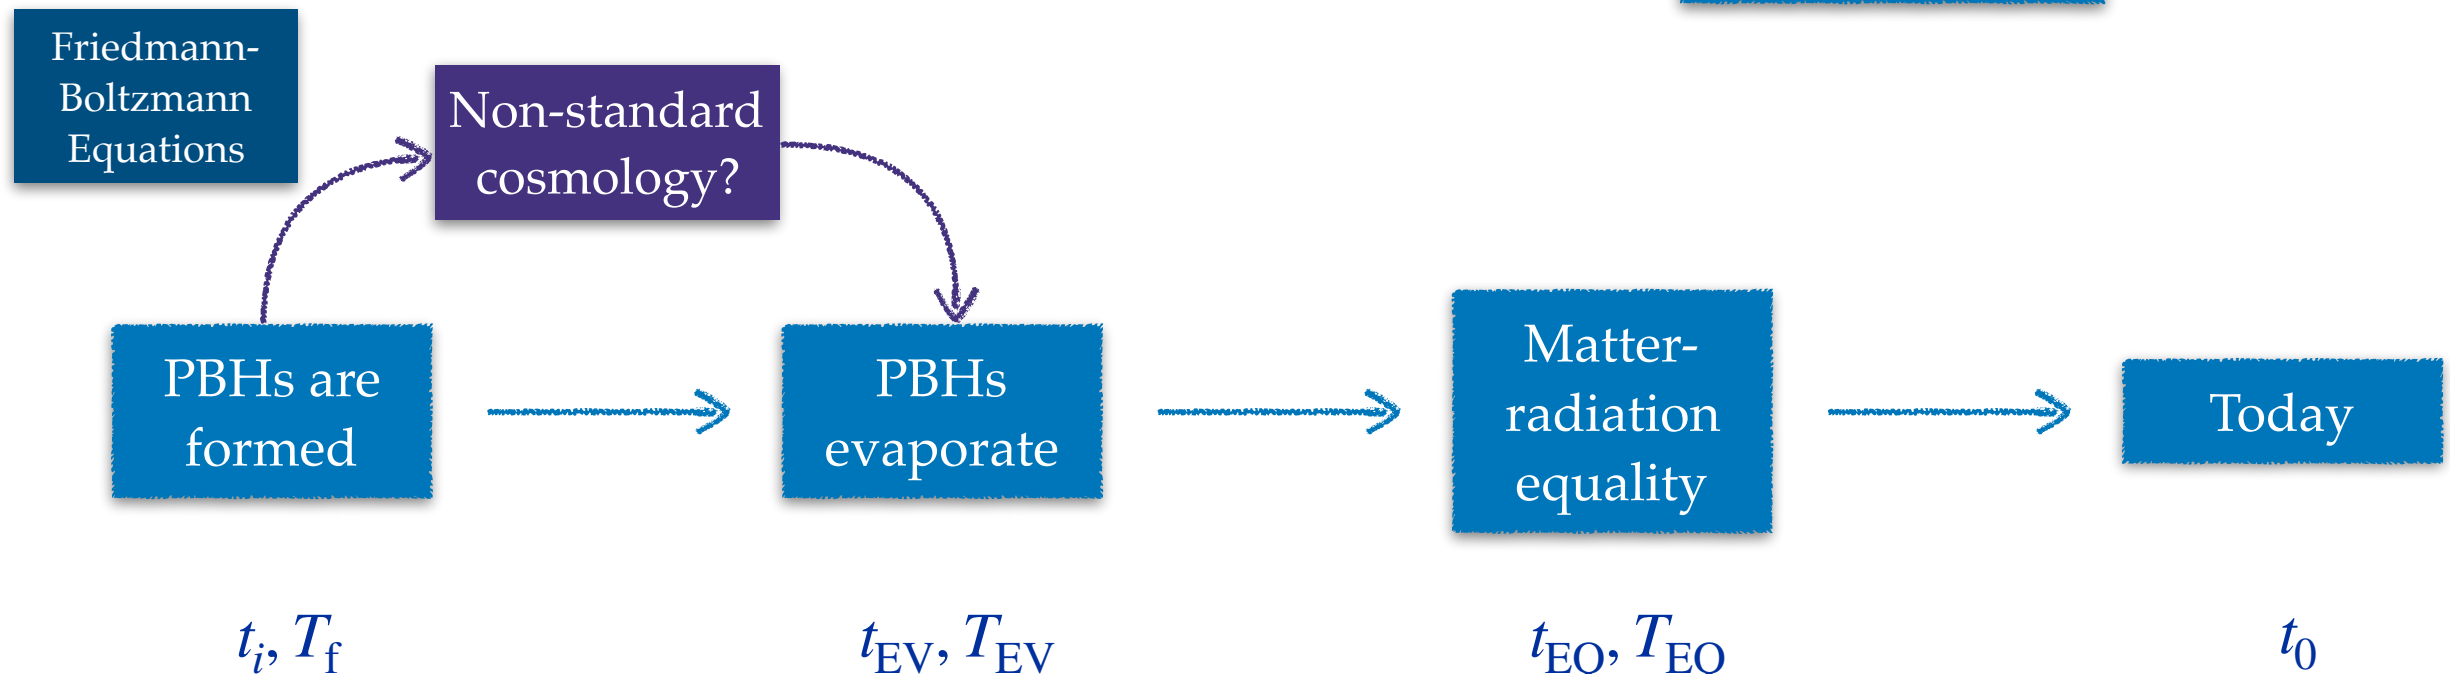 Friedmann-
Boltzmann
Equations
Non-standard
cosmology?
PBHs are
formed
PBHs
evaporate
Matter-
radiation
equality
Today
t_i, T_f
t_EV, T_EV
t_EO, T_EO
t_0